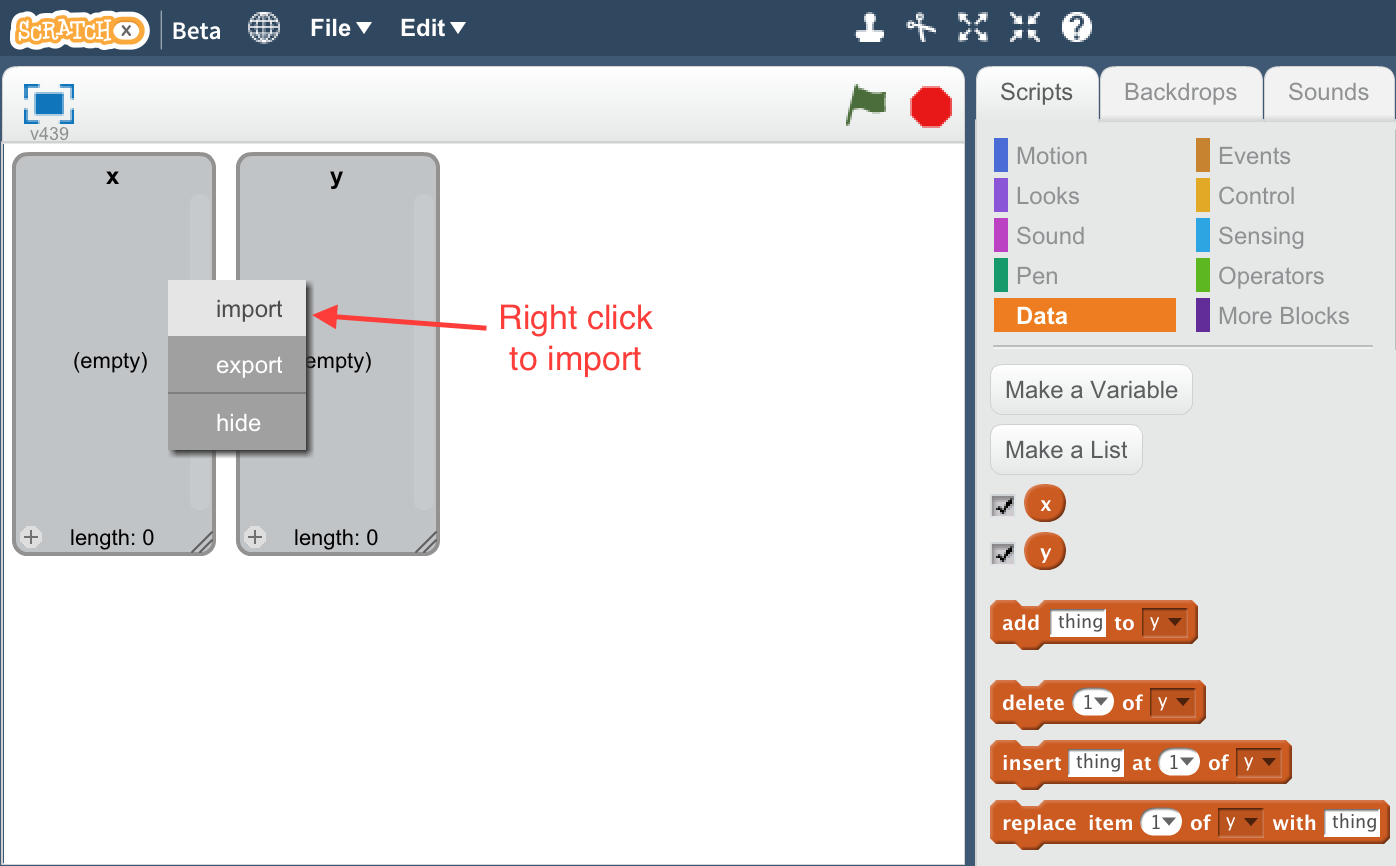 SCRATCH x
Beta
File
Edit
v439
x
(empty)
length: 0
y
empty)
length: 0
import
export
hide
Right click
to import
Scripts
Backdrops
Sounds
Motion
Events
Looks
Control
Sound
Sensing
Pen
Operators
Data
More Blocks
Make a Variable
Make a List
x
y
add thing to y
delete 1 of y
insert thing at 1 of y
replace item 1 of y with thing